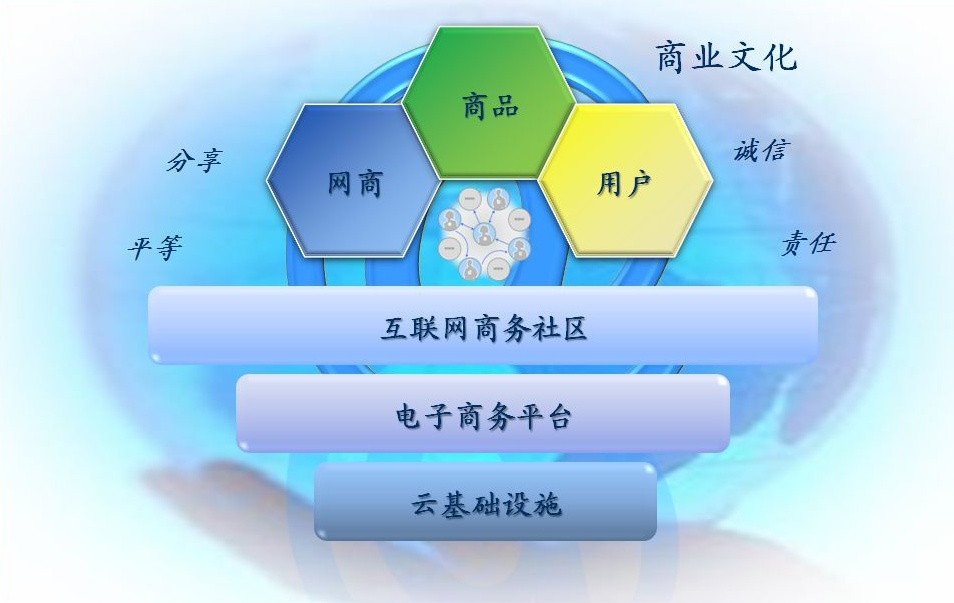 商业文化
商品
分享
诚信
网商
用户
平等
责任
互联网商务社区
电子商务平台
云基础设施